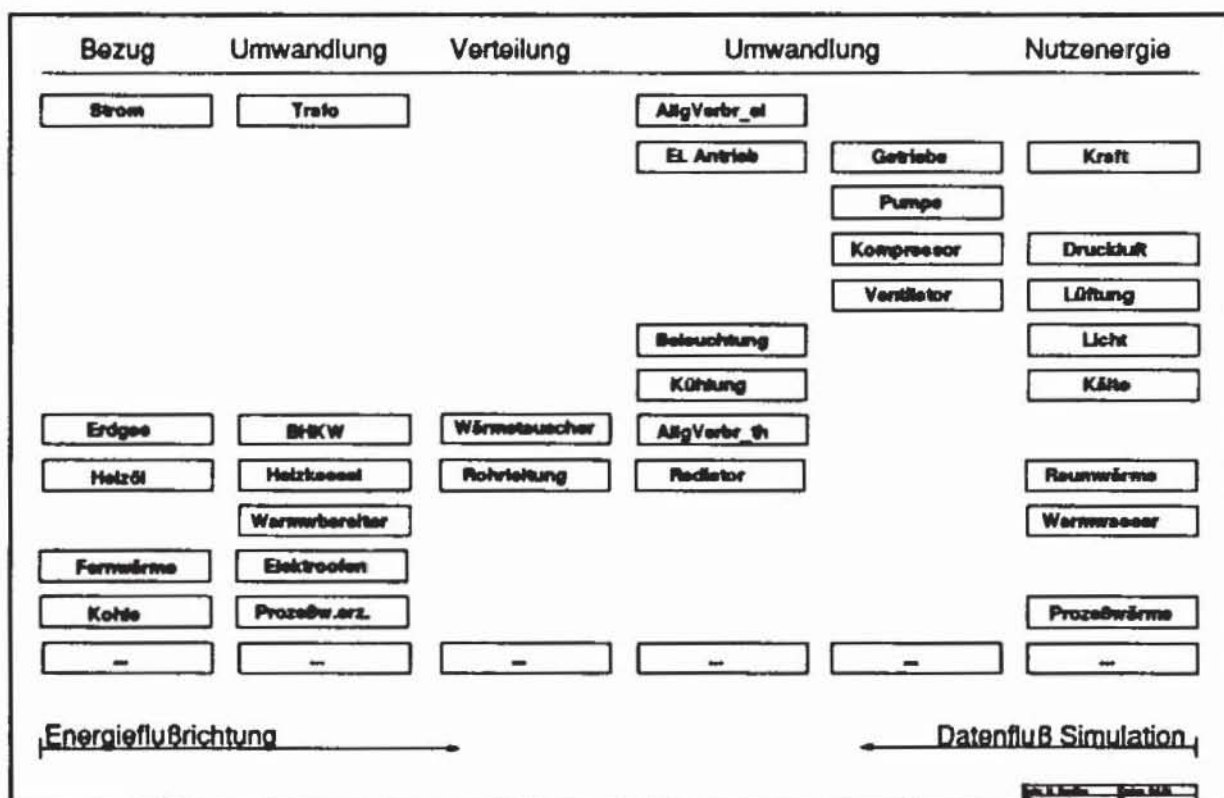 Bezug Umwandlung Verteilung Umwandlung Nutzenergie
Strom Trafo AllgVerbr_el
El. Antrieb Getriebe Kraft
Pumpe
Kompressor Druckluft
Ventilator Lüftung
Beleuchtung Licht
Kühlung Kälte
Erdgas BHKW Wärmetauscher AllgVerbr_th
Heizöl Heizkessel Rohrleitung Radiator Raumwärme
Warmwbereiter Warmwasser
Fernwärme Elektroofen
Kohle Prozeßw.erz. Prozeßwärme
... ... ... ... ... ...
Energieflußrichtung Datenfluß Simulation